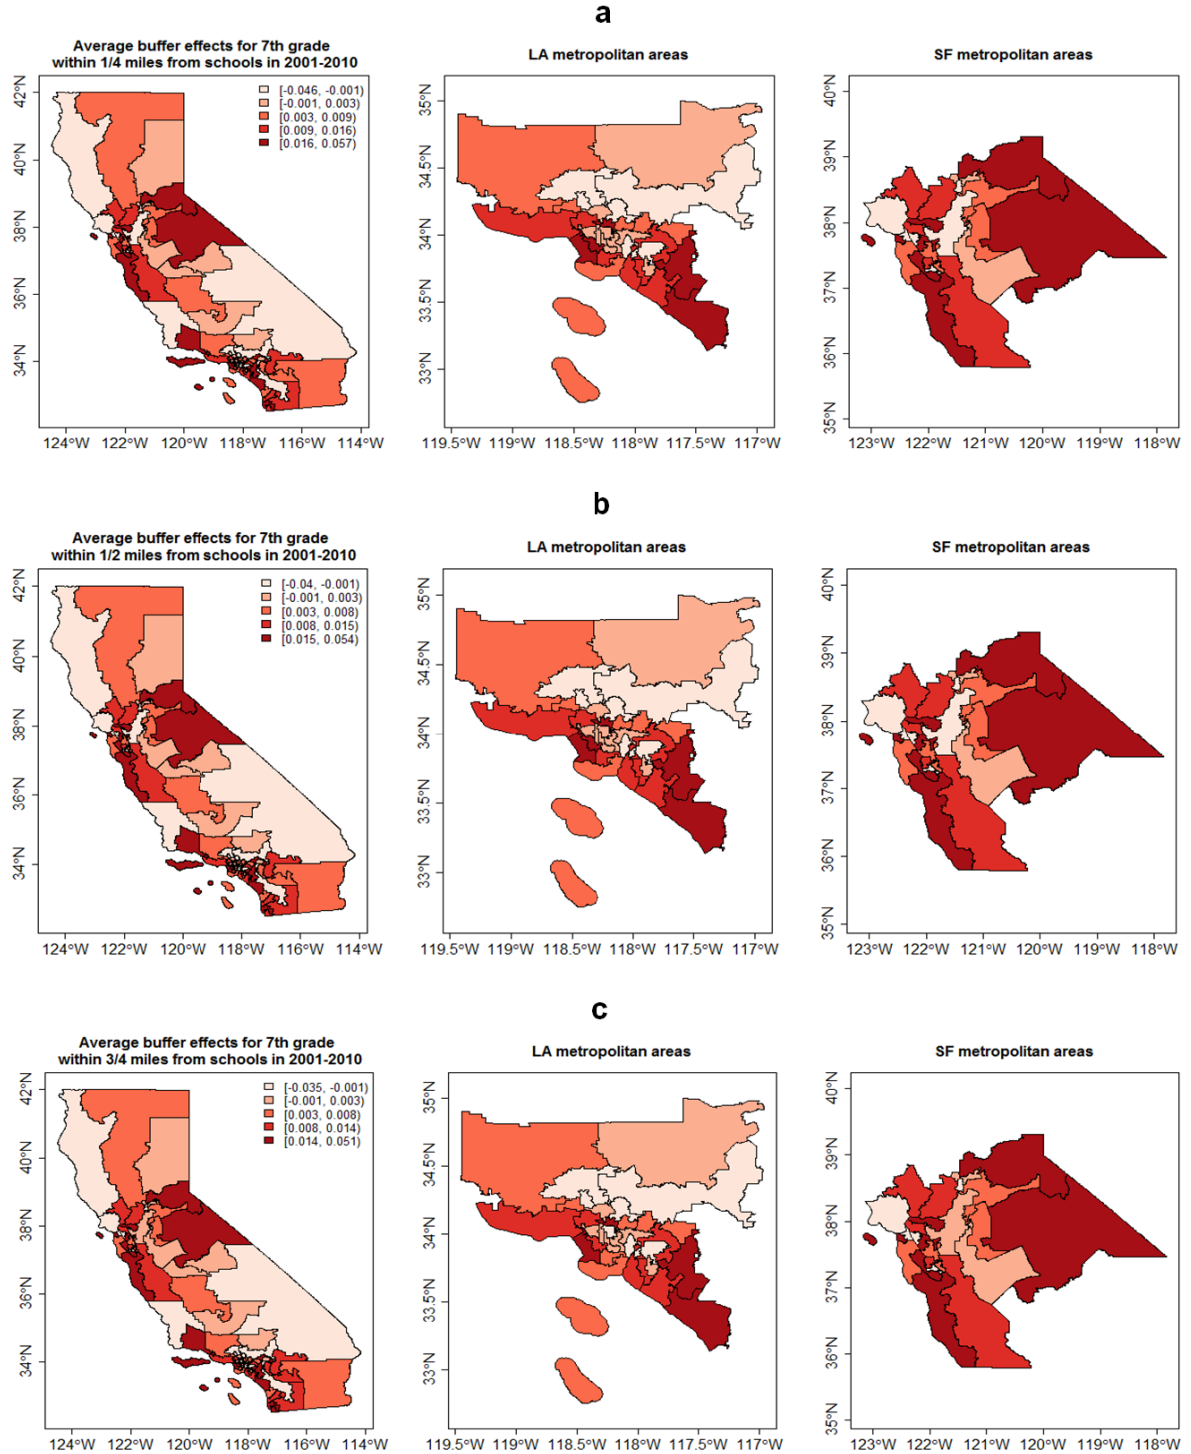 a
Average buffer effects for 7th grade
within 1/4 miles from schools in 2001-2010
LA metropolitan areas
SF metropolitan areas
[-0.046, -0.001)
[-0.001, 0.003)
[0.003, 0.009)
[0.009, 0.016)
[0.016, 0.057)
42°N
40°N
38°N
36°N
34°N
124°W 122°W 120°W 118°W 116°W 114°W
35°N
34.5°N
34°N
33.5°N
33°N
119.5°W 119°W 118.5°W 118°W 117.5°W 117°W
40°N
39°N
38°N
37°N
36°N
35°N
123°W 122°W 121°W 120°W 119°W 118°W
b
Average buffer effects for 7th grade
within 1/2 miles from schools in 2001-2010
LA metropolitan areas
SF metropolitan areas
[-0.04, -0.001)
[-0.001, 0.003)
[0.003, 0.008)
[0.008, 0.015)
[0.015, 0.054)
42°N
40°N
38°N
36°N
34°N
124°W 122°W 120°W 118°W 116°W 114°W
35°N
34.5°N
34°N
33.5°N
33°N
119.5°W 119°W 118.5°W 118°W 117.5°W 117°W
40°N
39°N
38°N
37°N
36°N
35°N
123°W 122°W 121°W 120°W 119°W 118°W
c
Average buffer effects for 7th grade
within 3/4 miles from schools in 2001-2010
LA metropolitan areas
SF metropolitan areas
[-0.035, -0.001)
[-0.001, 0.003)
[0.003, 0.008)
[0.008, 0.014)
[0.014, 0.051)
42°N
40°N
38°N
36°N
34°N
124°W 122°W 120°W 118°W 116°W 114°W
35°N
34.5°N
34°N
33.5°N
33°N
119.5°W 119°W 118.5°W 118°W 117.5°W 117°W
40°N
39°N
38°N
37°N
36°N
35°N
123°W 122°W 121°W 120°W 119°W 118°W